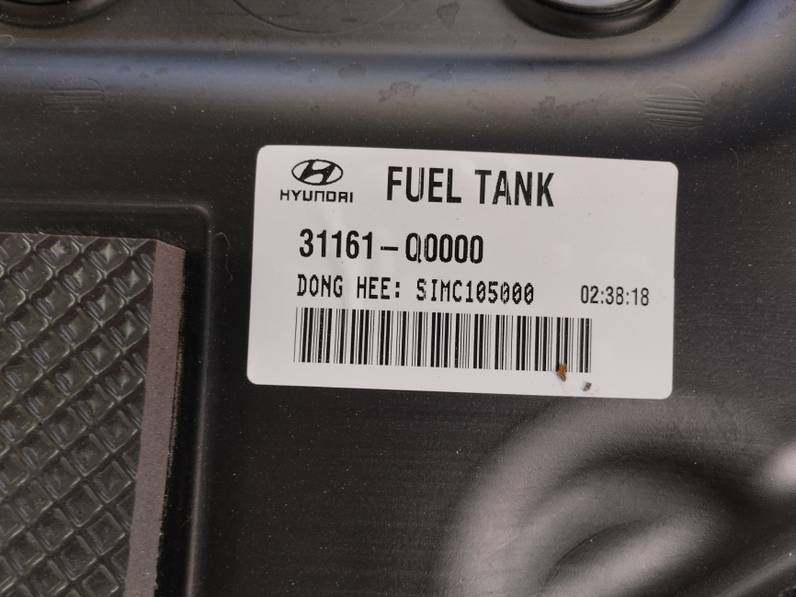 HYUNDAI
FUEL TANK
31161-Q0000
DONG HEE: SIMC105000 02:38:18